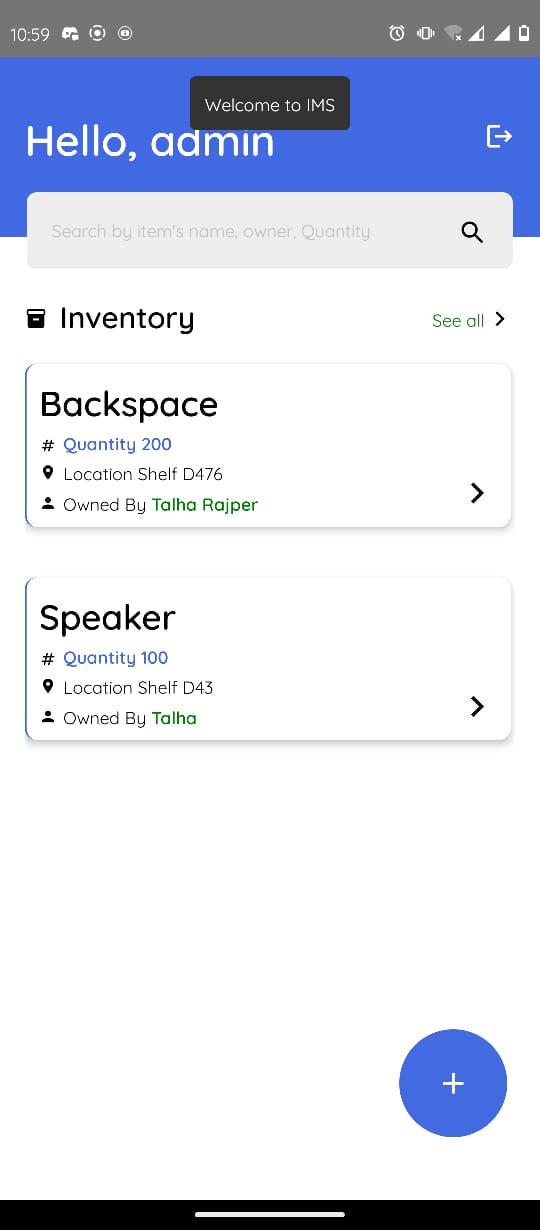 10:59
Welcome to IMS
Hello, admin
Search by item's name, owner, Quantity
Inventory
See all
Backspace
# Quantity 200
Location Shelf D476
Owned By Talha Rajper
Speaker
# Quantity 100
Location Shelf D43
Owned By Talha
+